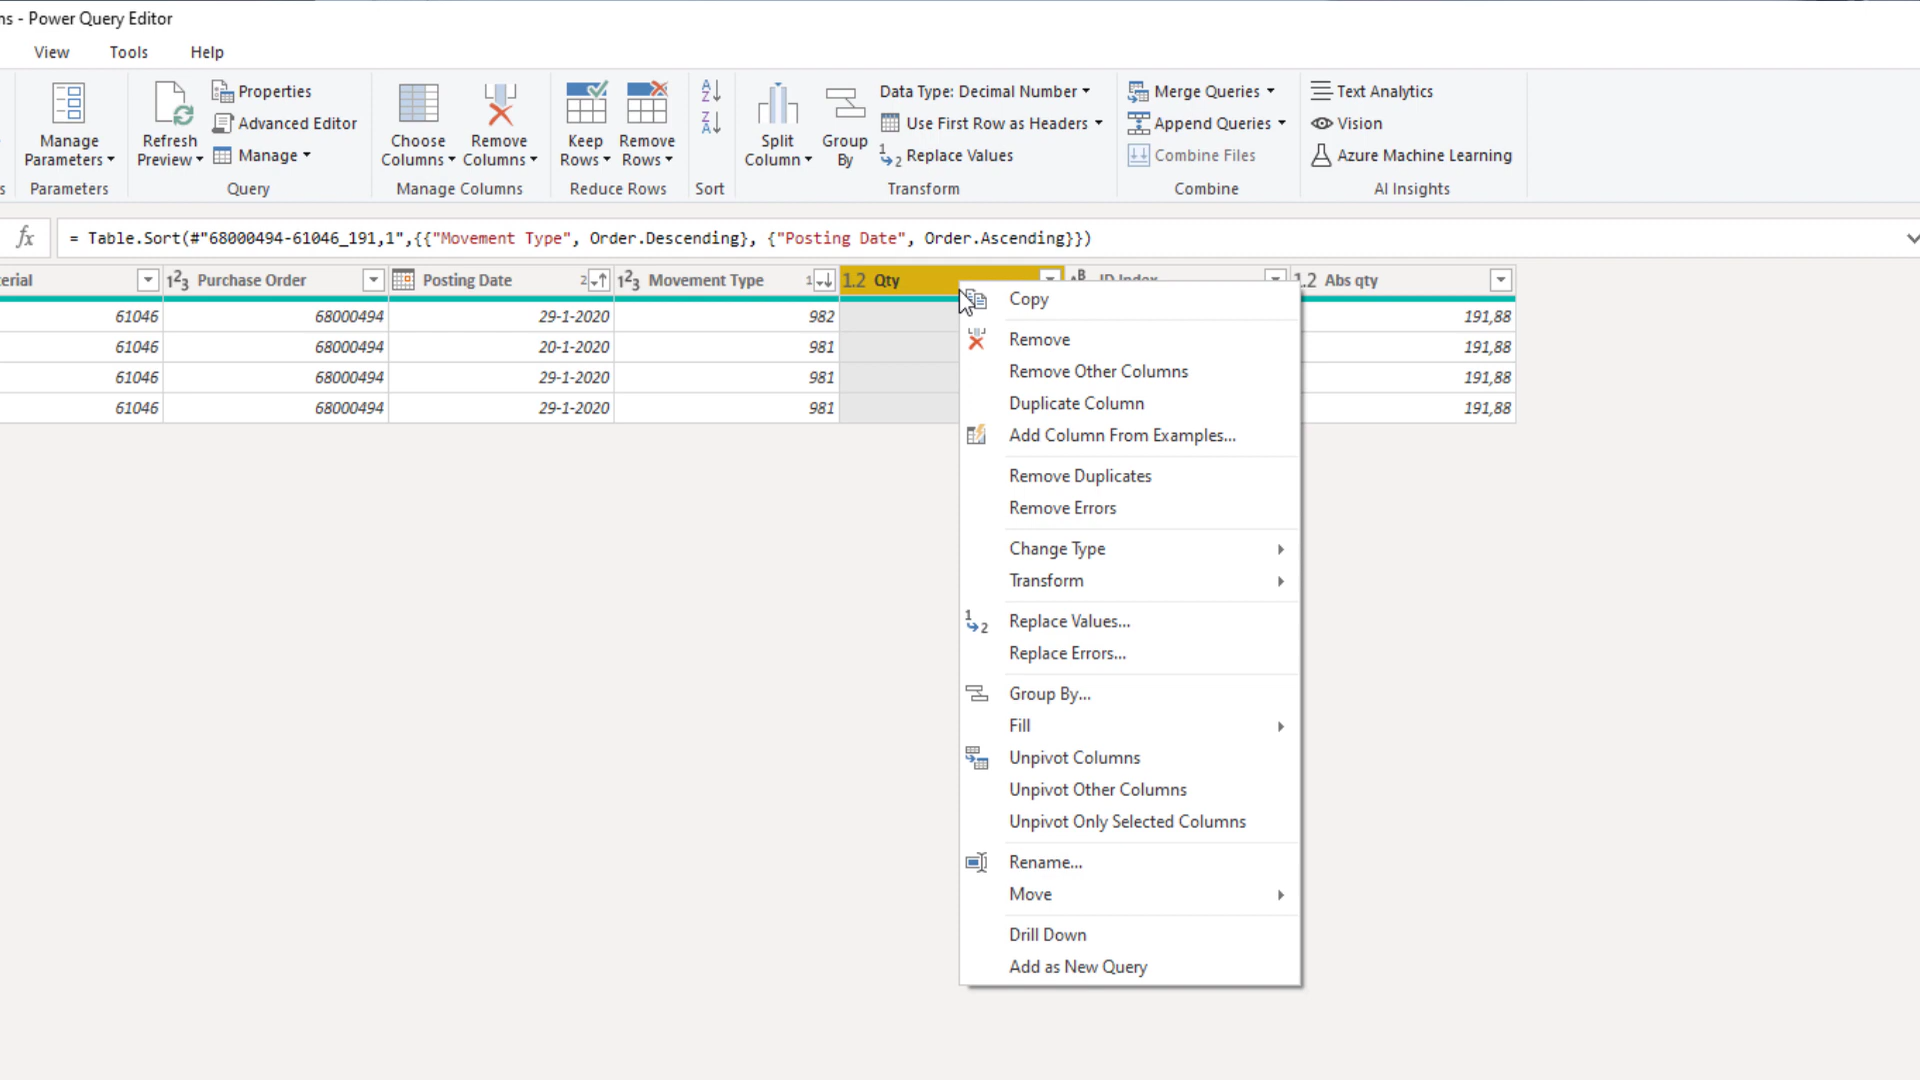 ns - Power Query Editor
View Tools Help
Manage Parameters
Parameters
Refresh Preview
Properties
Advanced Editor
Manage
Query
Choose Columns
Remove Columns
Manage Columns
Keep Rows
Remove Rows
Reduce Rows
Sort
Split Column
Group By
Data Type: Decimal Number
Use First Row as Headers
Replace Values
Transform
Merge Queries
Append Queries
Combine Files
Combine
Text Analytics
Vision
Azure Machine Learning
AI Insights
fx = Table.Sort(#"68000494-61046_191,1",{{"Movement Type", Order.Descending}, {"Posting Date", Order.Ascending}})
erial 123 Purchase Order Posting Date 2 123 Movement Type 1 1.2 Qty ID Index 1.2 Abs qty
61046 68000494 29-1-2020 982 191,88
61046 68000494 20-1-2020 981 191,88
61046 68000494 29-1-2020 981 191,88
61046 68000494 29-1-2020 981 191,88
Copy
Remove
Remove Other Columns
Duplicate Column
Add Column From Examples...
Remove Duplicates
Remove Errors
Change Type
Transform
Replace Values...
Replace Errors...
Group By...
Fill
Unpivot Columns
Unpivot Other Columns
Unpivot Only Selected Columns
Rename...
Move
Drill Down
Add as New Query